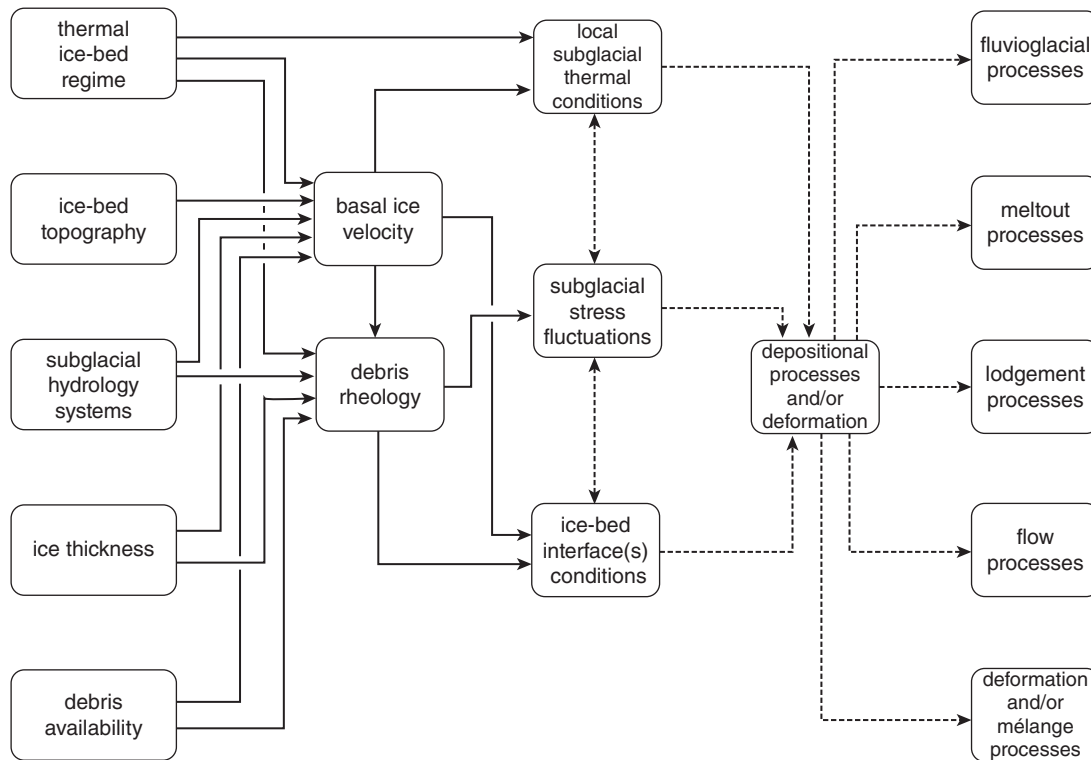 thermal
ice-bed
regime
ice-bed
topography
subglacial
hydrology
systems
ice thickness
debris
availability
basal ice
velocity
debris
rheology
local
subglacial
thermal
conditions
subglacial
stress
fluctuations
ice-bed
interface(s)
conditions
depositional
processes
and/or
deformation
fluvioglacial
processes
meltout
processes
lodgement
processes
flow
processes
deformation
and/or
mélange
processes